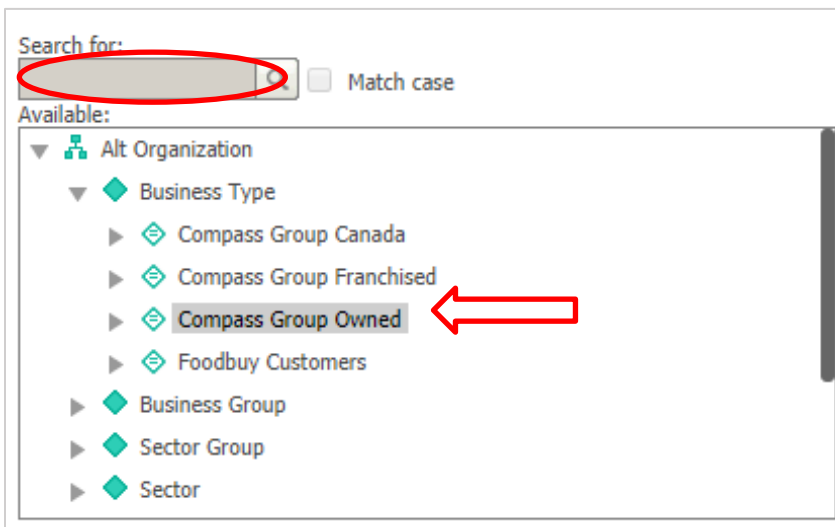 Search for:
Match case
Available:
Alt Organization
Business Type
Compass Group Canada
Compass Group Franchised
Compass Group Owned
Foodbuy Customers
Business Group
Sector Group
Sector